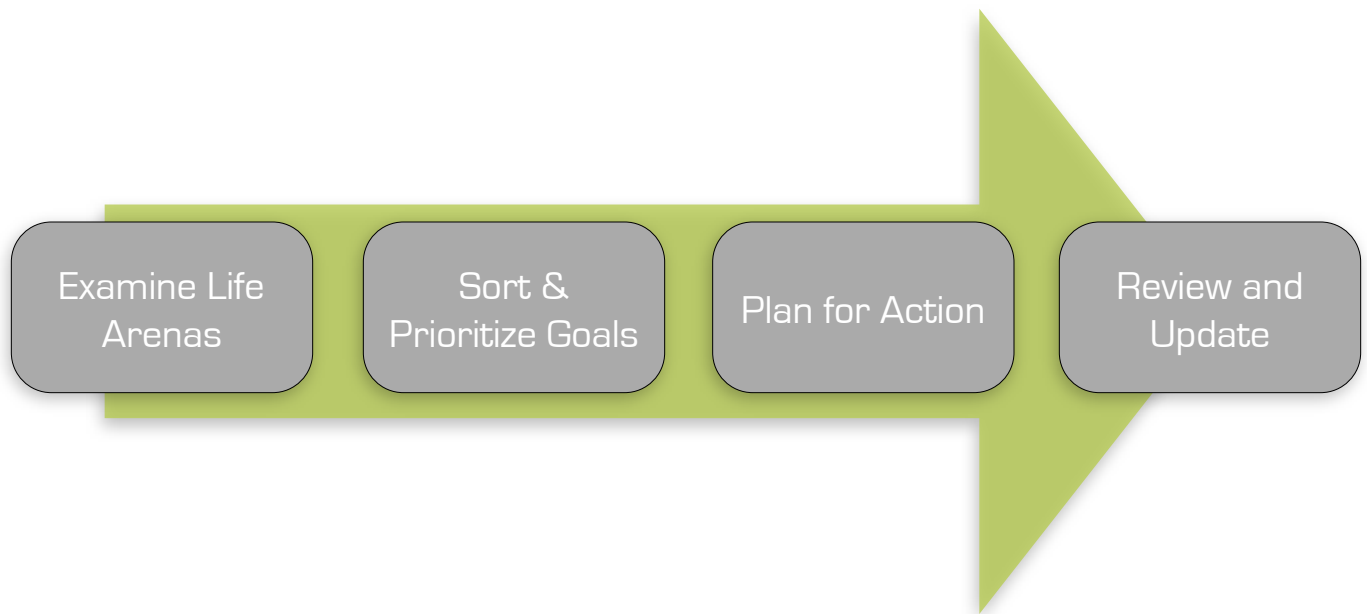 Examine Life
Arenas
Sort &
Prioritize Goals
Plan for Action
Review and
Update